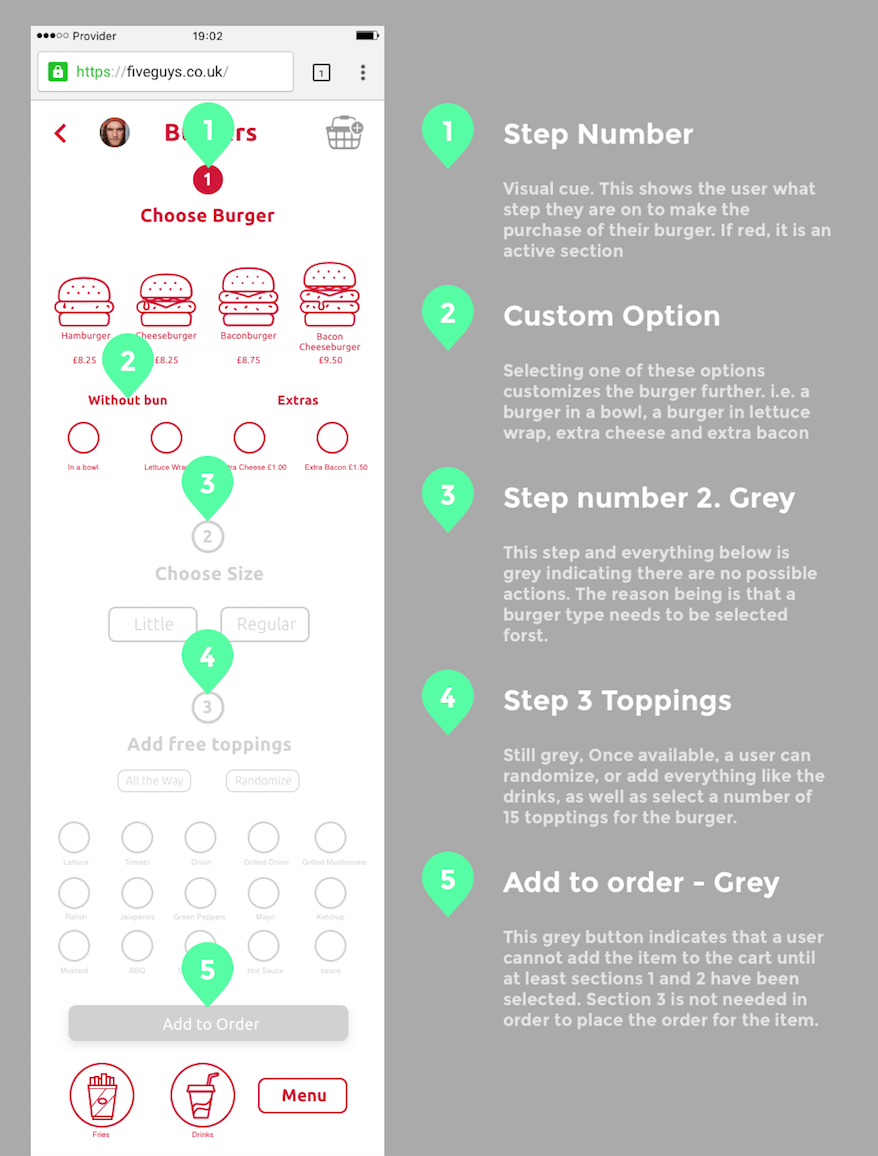 Provider
19:02
https://fiveguys.co.uk/
1
1
B rs
1
Choose Burger
Hamburger
Cheeseburger
Baconburger
Bacon
Cheeseburger
£8.25
£8.25
£8.75
£9.50
2
Without bun
Extras
In a bowl
Lettuce Wra
tra Cheese £1.00
Extra Bacon £1.50
3
2
Choose Size
Little
Regular
4
3
Add free toppings
All the Way
Randomize
Lettuce
Tomato
Onion
Grilled Onion
Grilled Mushrooms
Relish
Jalapenos
Green Peppers
Mayo
Ketchup
Mustard
BBQ
Hot Sauce
sauce
5
Add to Order
Fries
Drinks
Menu
1
Step Number
Visual cue. This shows the user what
step they are on to make the
purchase of their burger. If red, it is an
active section
2
Custom Option
Selecting one of these options
customizes the burger further. i.e. a
burger in a bowl, a burger in lettuce
wrap, extra cheese and extra bacon
3
Step number 2. Grey
This step and everything below is
grey indicating there are no possible
actions. The reason being is that a
burger type needs to be selected
forst.
4
Step 3 Toppings
Still grey, Once available, a user can
randomize, or add everything like the
drinks, as well as select a number of
15 topptings for the burger.
5
Add to order - Grey
This grey button indicates that a user
cannot add the item to the cart until
at least sections 1 and 2 have been
selected. Section 3 is not needed in
order to place the order for the item.